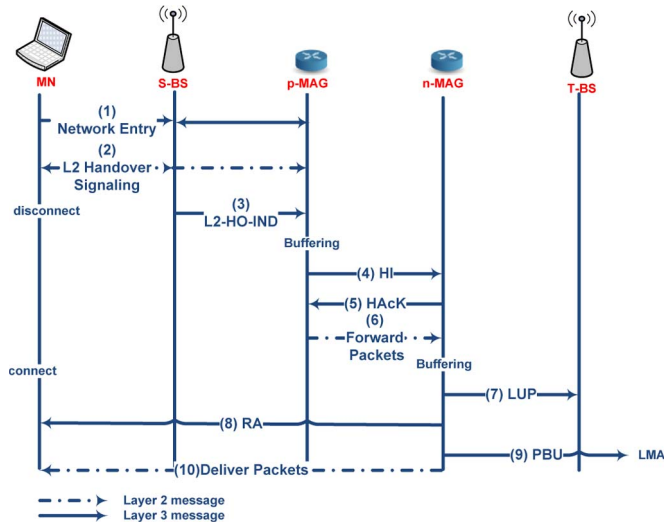 MN
S-BS
p-MAG
n-MAG
T-BS
(1)
Network Entry
(2)
L2 Handover
Signaling
disconnect
(3)
L2-HO-IND
Buffering
(4) HI
(5) HAcK
(6)
Forward
Packets
Buffering
connect
(7) LUP
(8) RA
(9) PBU
LMA
(10)Deliver Packets
Layer 2 message
Layer 3 message